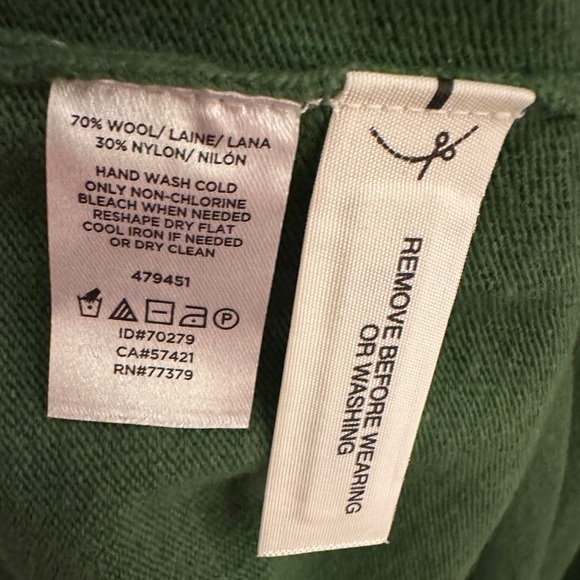 70% WOOL/ LAINE/ LANA
30% NYLON/ NILÓN
HAND WASH COLD
ONLY NON-CHLORINE
BLEACH WHEN NEEDED
RESHAPE DRY FLAT
COOL IRON IF NEEDED
OR DRY CLEAN
479451
P
ID#70279
CA#57421
RN#77379
REMOVE BEFORE WEARING
OR WASHING